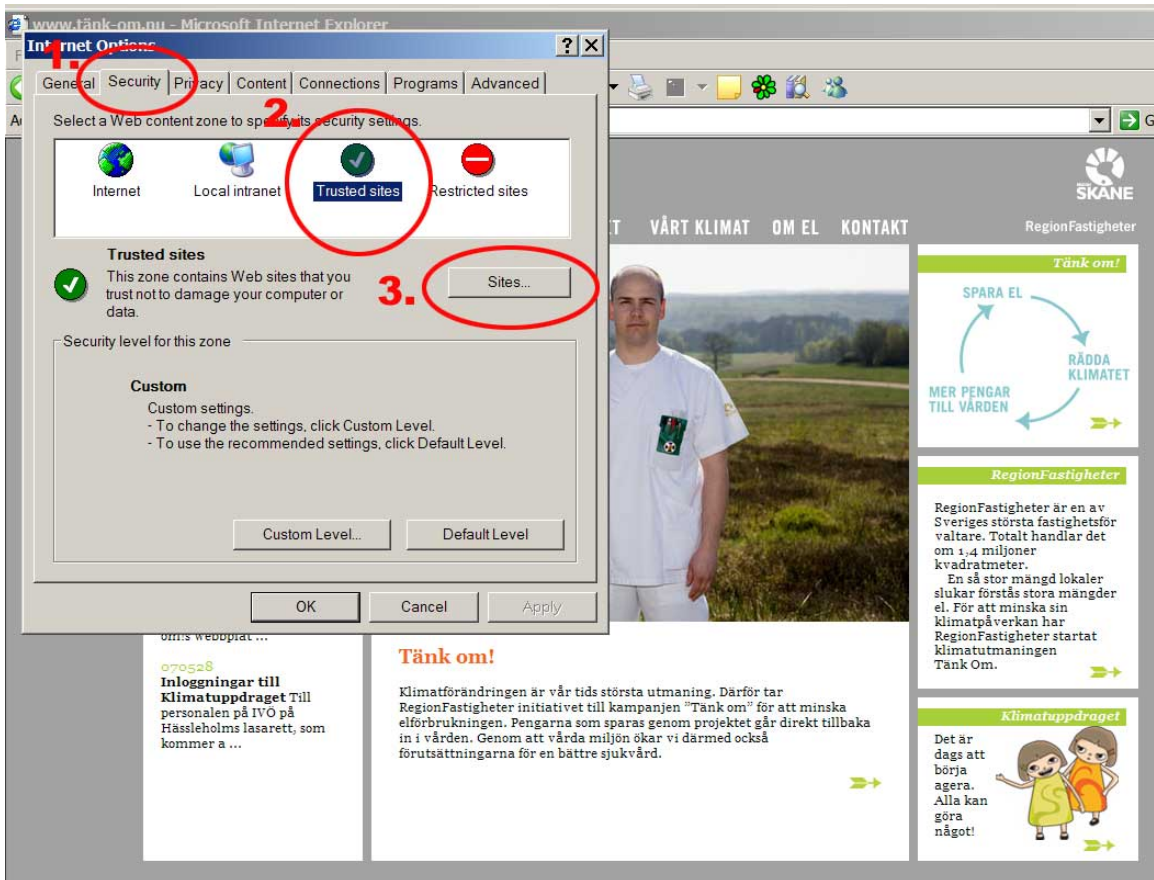 www.tänk-om.nu - Microsoft Internet Explorer
Internet Options
1.
General Security Privacy Content Connections Programs Advanced
2.
Select a Web content zone to specify its security settings.
Internet
Local intranet
Trusted sites
Restricted sites
Trusted sites
This zone contains Web sites that you
trust not to damage your computer or
data.
3.
Sites...
Security level for this zone
Custom
Custom settings.
- To change the settings, click Custom Level.
- To use the recommended settings, click Default Level.
Custom Level...
Default Level
OK
Cancel
Apply
SKÅNE
VÅRT KLIMAT OM EL KONTAKT
RegionFastigheter
Tänk om!
SPARA EL
RÄDDA
KLIMATET
MER PENGAR
TILL VÅRDEN
RegionFastigheter
RegionFastigheter är en av
Sveriges största fastighetsför
valtare. Totalt handlar det
om 1,4 miljoner
kvadratmeter.
En så stor mängd lokaler
slukar förstås stora mängder
el. För att minska sin
klimatpåverkan har
RegionFastigheter startat
klimatutmaningen
Tänk Om.
om:s webbplat ...
070528
Inloggningar till
Klimatuppdraget Till
personalen på IVÖ på
Hässleholms lasarett, som
kommer a ...
Tänk om!
Klimatförändringen är vår tids största utmaning. Därför tar
RegionFastigheter initiativet till kampanjen ”Tänk om” för att minska
elförbrukningen. Pengarna som sparas genom projektet går direkt tillbaka
in i vården. Genom att vårda miljön ökar vi därmed också
förutsättningarna för en bättre sjukvård.
Klimatuppdraget
Det är
dags att
börja
agera.
Alla kan
göra
något!